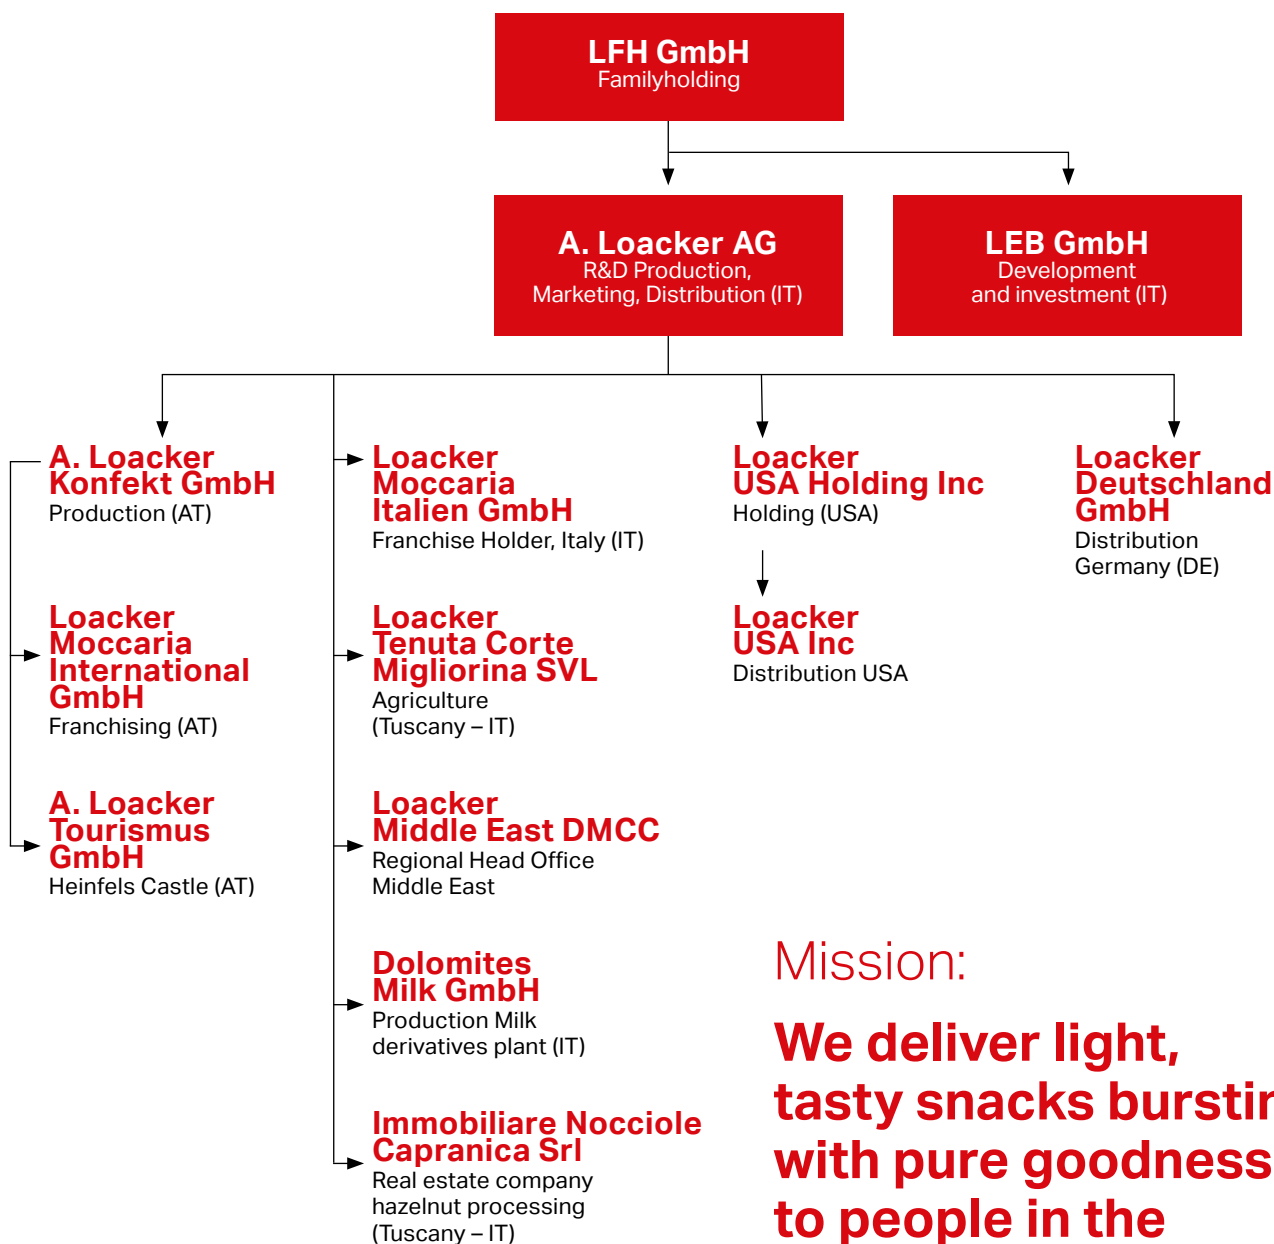 LFH GmbH
Familyholding
A. Loacker AG
R&D Production,
Marketing, Distribution (IT)
LEB GmbH
Development
and investment (IT)
A. Loacker
Konfekt GmbH
Production (AT)
Loacker
Moccaria
International
GmbH
Franchising (AT)
A. Loacker
Tourismus
GmbH
Heinfels Castle (AT)
Loacker
Moccaria
Italien GmbH
Franchise Holder, Italy (IT)
Loacker
Tenuta Corte
Migliorina SVL
Agriculture
(Tuscany – IT)
Loacker
Middle East DMCC
Regional Head Office
Middle East
Dolomites
Milk GmbH
Production Milk
derivatives plant (IT)
Immobiliare Nocciole
Capranica Srl
Real estate company
hazelnut processing
(Tuscany – IT)
Loacker
USA Holding Inc
Holding (USA)
Loacker
USA Inc
Distribution USA
Loacker
Deutschland
GmbH
Distribution
Germany (DE)
Mission:
We deliver light,
tasty snacks
with pure goodness
to people in the